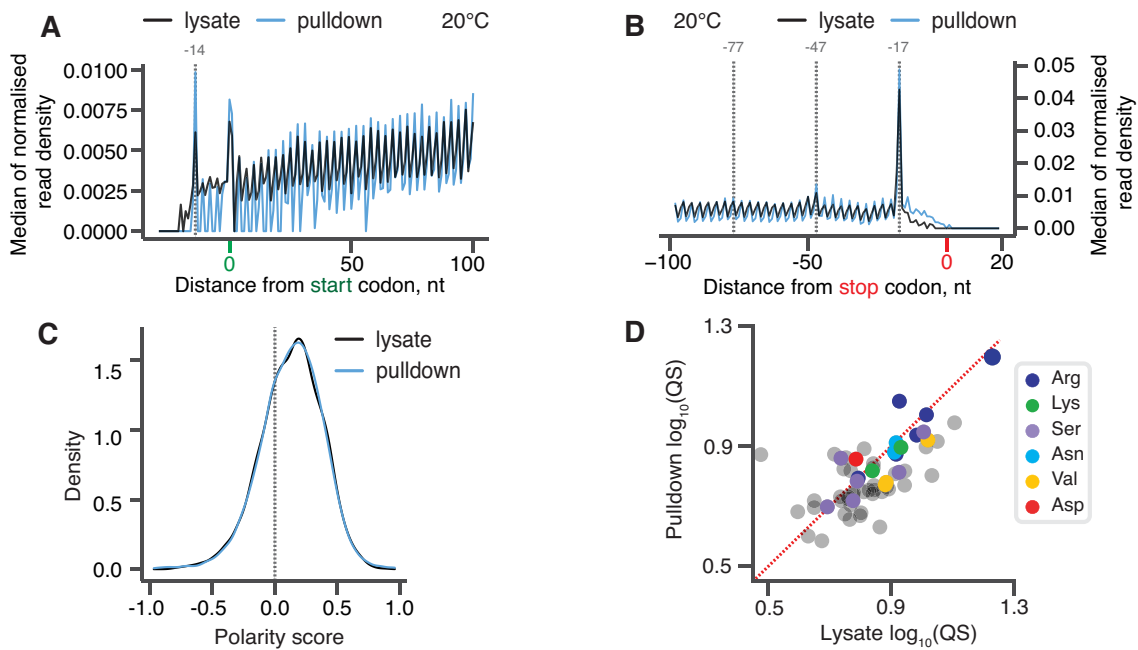 A
lysate pulldown 20°C
-14
Median of normalised
read density
0.0100
0.0075
0.0050
0.0025
0.0000
0 50 100
Distance from start codon, nt
B
20°C lysate pulldown
-77 -47 -17
0.05
0.04
0.03
0.02
0.01
0.00
Median of normalised
read density
−100 -50 0 20
Distance from stop codon, nt
C
lysate
pulldown
Density
1.5
1.0
0.5
0.0
-1.0 -0.5 0.0 0.5 1.0
Polarity score
D
Pulldown log10(QS)
1.3
0.9
0.5
0.5 0.9 1.3
Lysate log10(QS)
Arg
Lys
Ser
Asn
Val
Asp